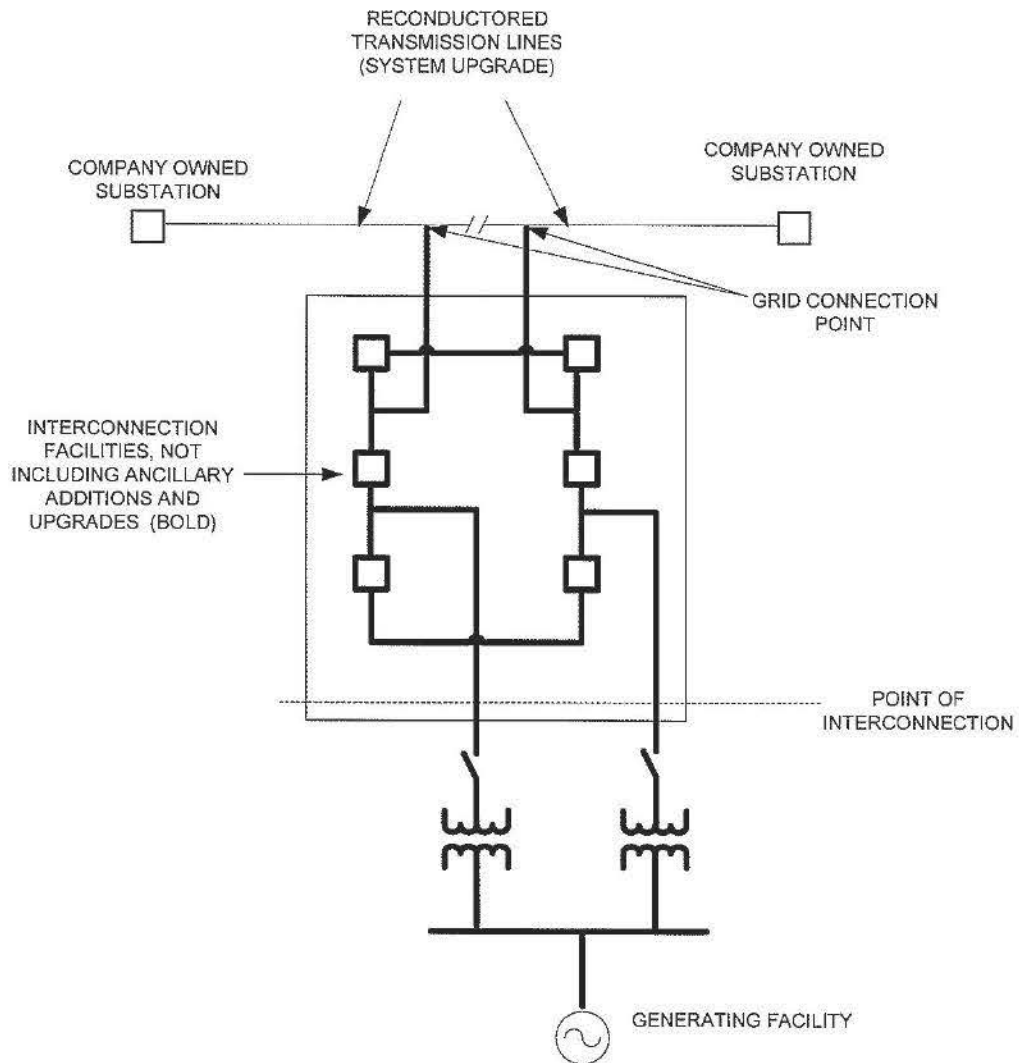 RECONDUCTORED
TRANSMISSION LINES
(SYSTEM UPGRADE)
COMPANY OWNED
SUBSTATION
COMPANY OWNED
SUBSTATION
GRID CONNECTION
POINT
INTERCONNECTION
FACILITIES, NOT
INCLUDING ANCILLARY
ADDITIONS AND
UPGRADES (BOLD)
POINT OF
INTERCONNECTION
GENERATING FACILITY